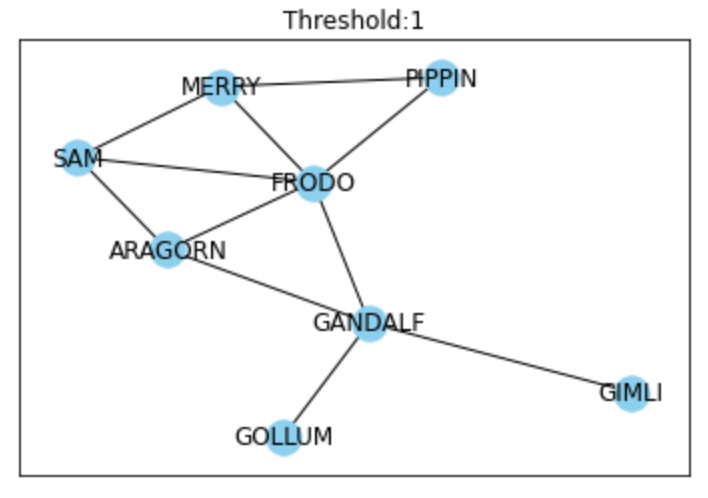 Threshold:1
PIPPIN
MERRY
SAM
FRODO
ARAGORN
GANDALF
GIMLI
GOLLUM